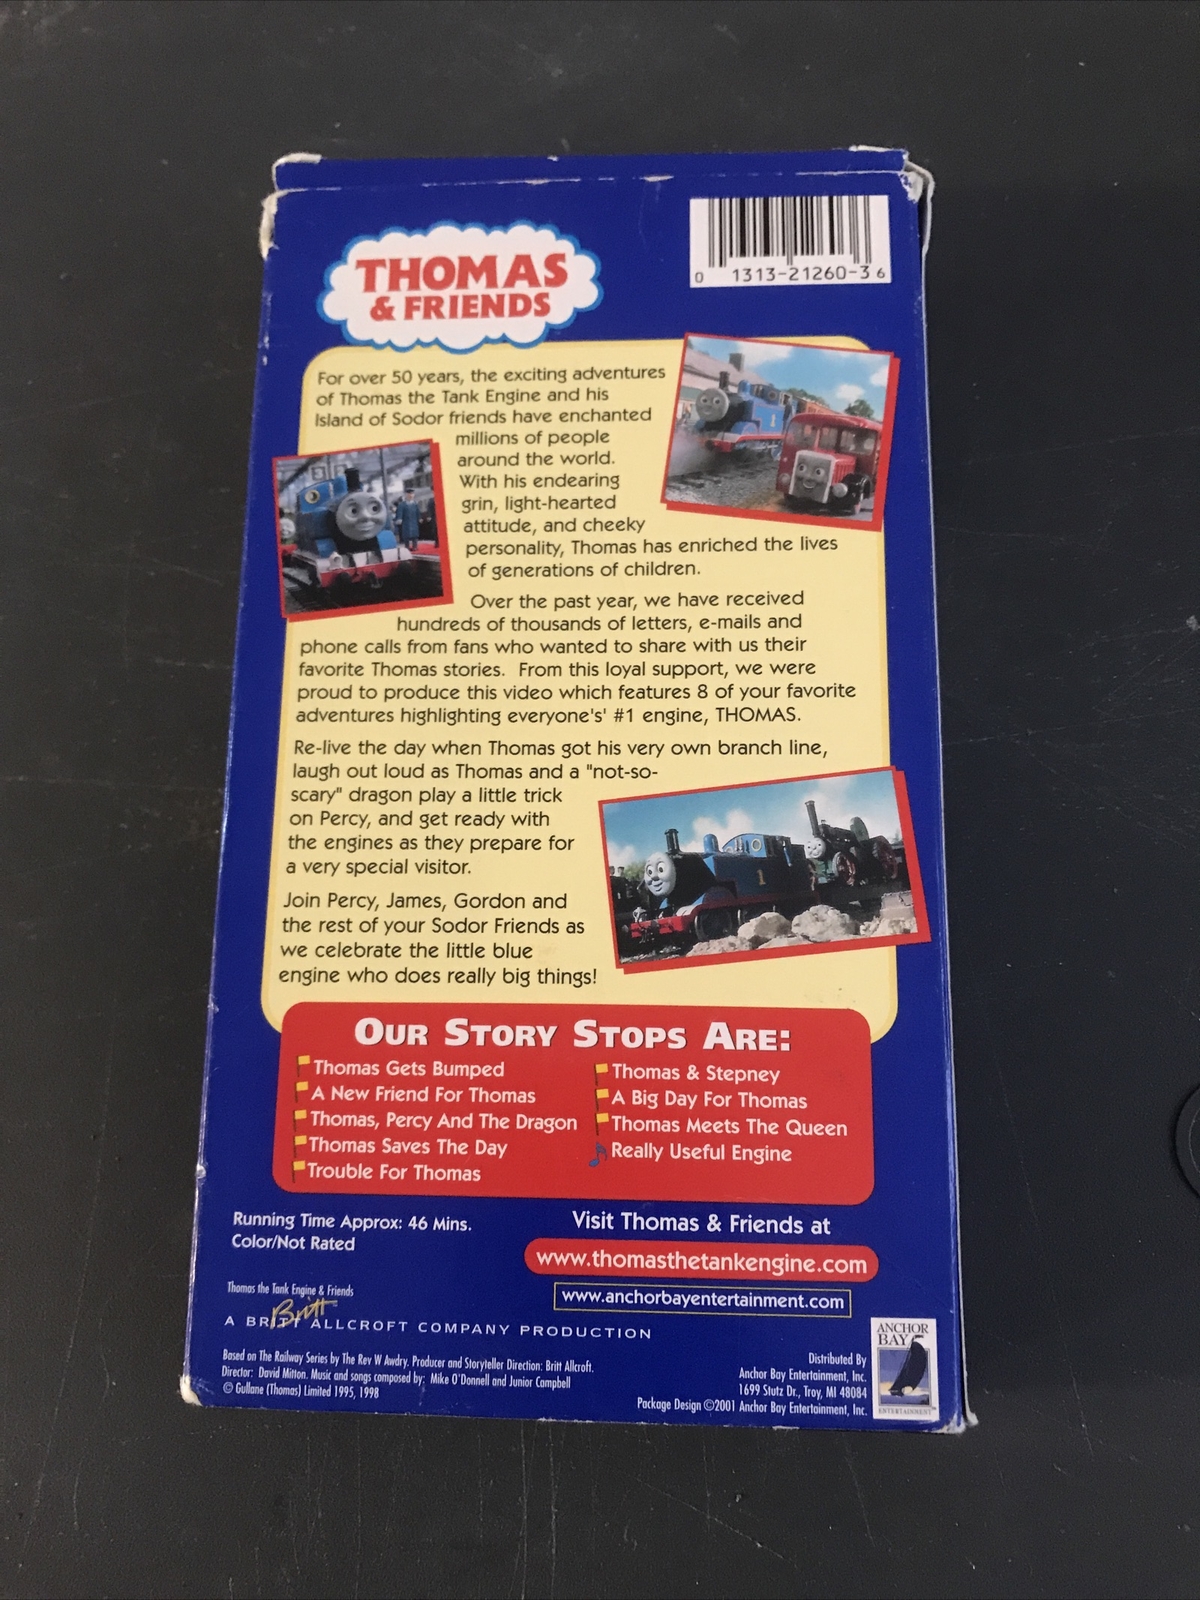 0 1313-21260-3 6
THOMAS
& FRIENDS
For over 50 years, the exciting adventures
of Thomas the Tank Engine and his
Island of Sodor friends have enchanted
millions of people
around the world.
With his endearing
grin, light-hearted
attitude, and cheeky
personality, Thomas has enriched the lives
of generations of children.
Over the past year, we have received
hundreds of thousands of letters, e-mails and
phone calls from fans who wanted to share with us their
favorite Thomas stories. From this loyal support, we were
proud to produce this video which features 8 of your favorite
adventures highlighting everyone's' #1 engine, THOMAS.
Re-live the day when Thomas got his very own branch line,
laugh out loud as Thomas and a "not-so-
scary" dragon play a little trick
on Percy, and get ready with
the engines as they prepare for
a very special visitor.
1
Join Percy, James, Gordon and
the rest of your Sodor Friends as
we celebrate the little blue
engine who does really big things!
OUR STORY STOPS ARE:
Thomas Gets Bumped
A New Friend For Thomas
Thomas, Percy And The Dragon
Thomas Saves The Day
Trouble For Thomas
Thomas & Stepney
A Big Day For Thomas
Thomas Meets The Queen
Really Useful Engine
Running Time Approx: 46 Mins.
Color/Not Rated
Visit Thomas & Friends at
www.thomasthetankengine.com
www.anchorbayentertainment.com
Thomas the Tank Engine & Friends
Britt
A BRITT ALLCROFT COMPANY PRODUCTION
Based on The Railway Series by The Rev W Awdry. Producer and Storyteller Direction: Britt Allcroft.
Director: David Mitton. Music and songs composed by: Mike O'Donnell and Junior Campbell
© Gullane (Thomas) Limited 1995, 1998
Distributed By
Anchor Bay Entertainment, Inc.
1699 Stutz Dr., Troy, MI 48084
Package Design ©2001 Anchor Bay Entertainment, Inc.
ANCHOR
BAY
ENTERTAINMENT